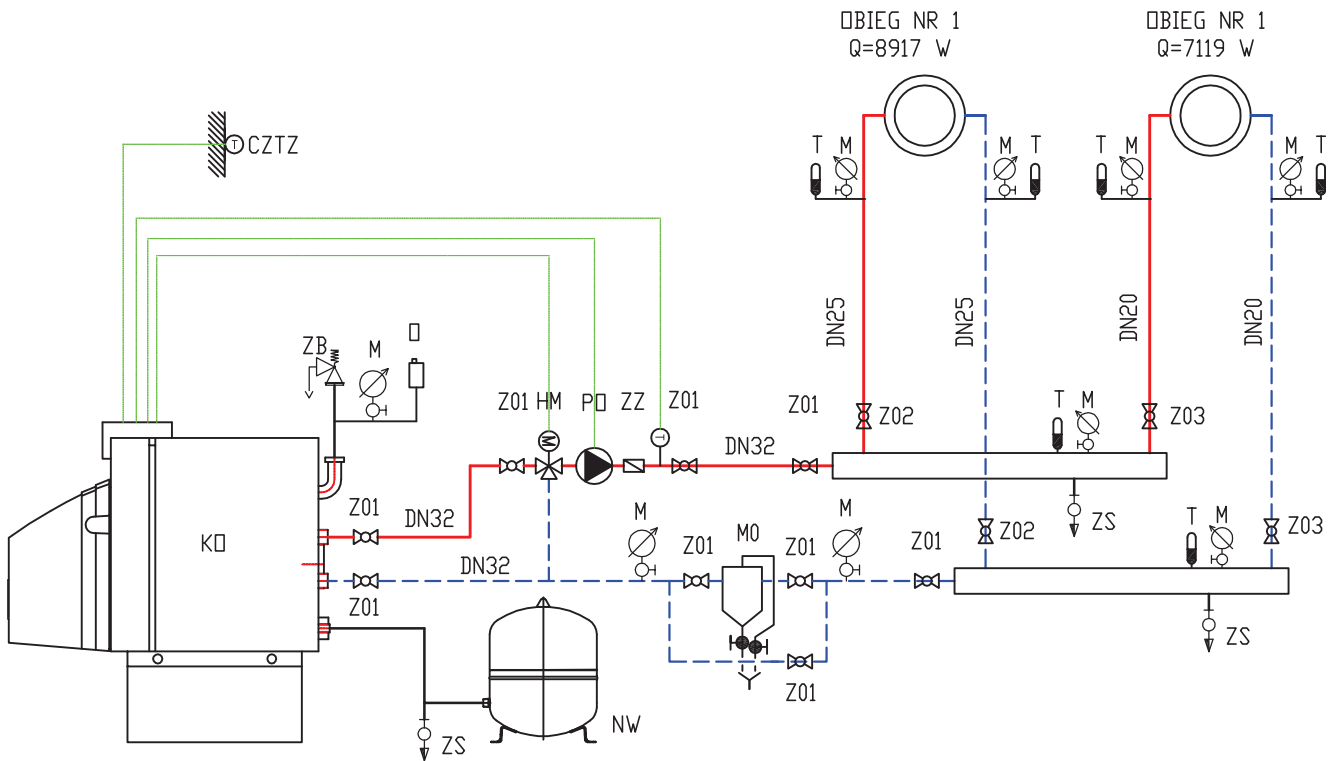 OBIEG NR 1
Q=8917 W
OBIEG NR 1
Q=7119 W
T
CZTZ
T M
M T
T M
M T
DN25
DN25
DN20
DN20
ZB
M
O
Z01 HM PO ZZ Z01
Z01
Z02
T M
Z03
M
T
DN32
Z01
DN32
KO
M
Z01
MO
Z01
M
Z01
Z02
ZS
T M
Z03
DN32
Z01
ZS
Z01
NW
ZS